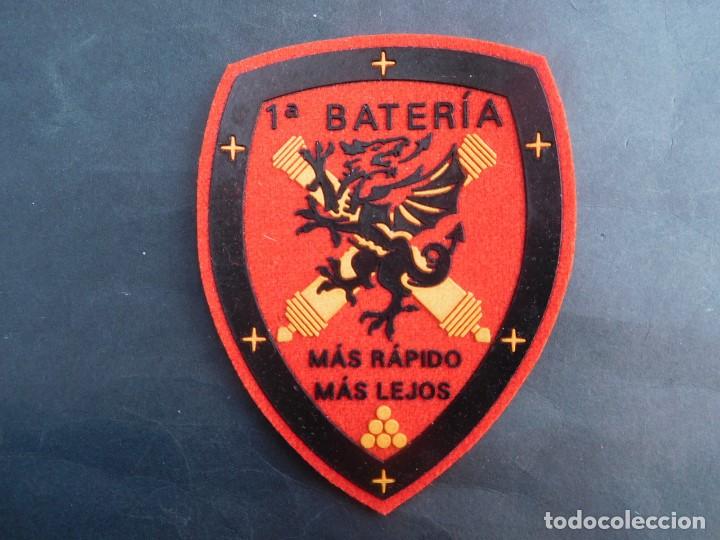 1ª BATERÍA
MÁS RÁPIDO
MÁS LEJOS
todocoleccion